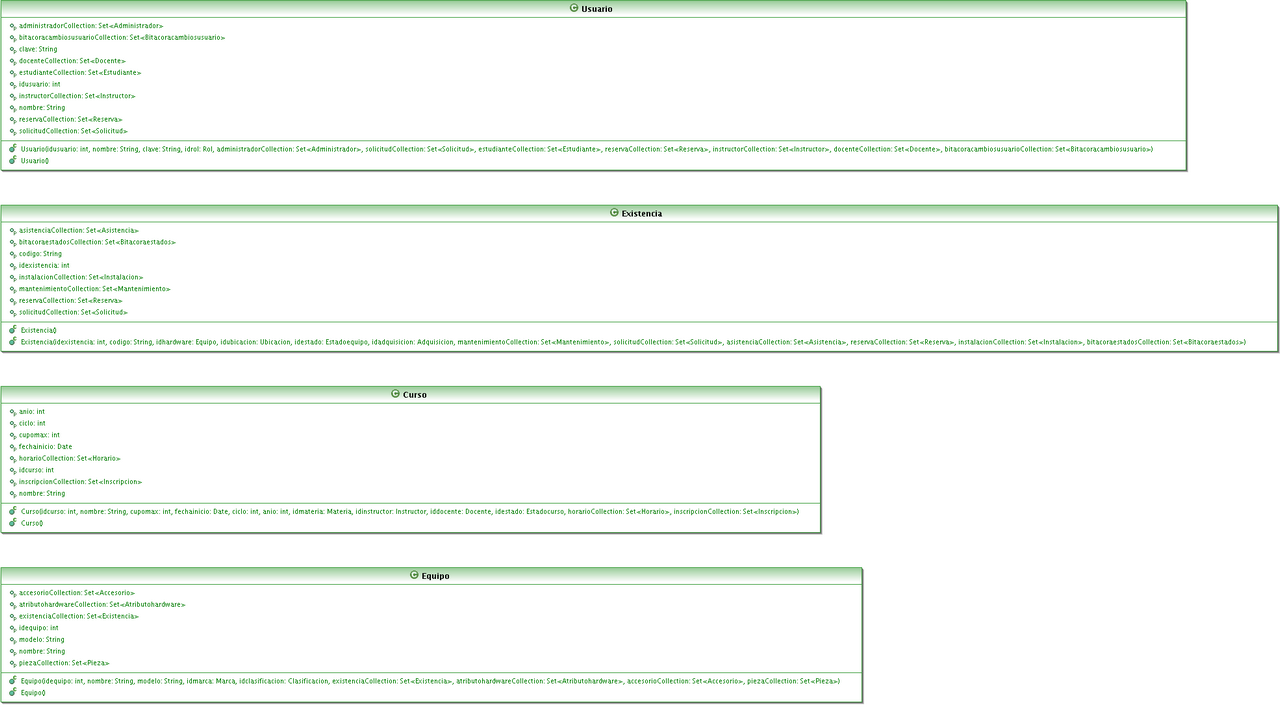 Usuario
administradorCollection: Set<Administrador>
bitacoracambiosusuarioCollection: Set<Bitacoracambiosusuario>
clave: String
docenteCollection: Set<Docente>
estudianteCollection: Set<Estudiante>
idusuario: int
instructorCollection: Set<Instructor>
nombre: String
reservaCollection: Set<Reserva>
solicitudCollection: Set<Solicitud>
Usuario(idusuario: int, nombre: String, clave: String, idrol: Rol, administradorCollection: Set<Administrador>, solicitudCollection: Set<Solicitud>, estudianteCollection: Set<Estudiante>, reservaCollection: Set<Reserva>, instructorCollection: Set<Instructor>, docenteCollection: Set<Docente>, bitacoracambiosusuarioCollection: Set<Bitacoracambiosusuario>)
Usuario()
Existencia
asistenciaCollection: Set<Asistencia>
bitacoraestadosCollection: Set<Bitacoraestados>
codigo: String
idexistencia: int
instalacionCollection: Set<Instalacion>
mantenimientoCollection: Set<Mantenimiento>
reservaCollection: Set<Reserva>
solicitudCollection: Set<Solicitud>
Existencia()
Existencia(idexistencia: int, codigo: String, idhardware: Equipo, idubicacion: Ubicacion, idestado: Estadoequipo, idadquisicion: Adquisicion, mantenimientoCollection: Set<Mantenimiento>, solicitudCollection: Set<Solicitud>, asistenciaCollection: Set<Asistencia>, reservaCollection: Set<Reserva>, instalacionCollection: Set<Instalacion>, bitacoraestadosCollection: Set<Bitacoraestados>)
Curso
anio: int
ciclo: int
cupomax: int
fechainicio: Date
horarioCollection: Set<Horario>
idcurso: int
inscripcionCollection: Set<Inscripcion>
nombre: String
Curso(idcurso: int, nombre: String, cupomax: int, fechainicio: Date, ciclo: int, anio: int, idmateria: Materia, idinstructor: Instructor, iddocente: Docente, idestado: Estadocurso, horarioCollection: Set<Horario>, inscripcionCollection: Set<Inscripcion>)
Curso()
Equipo
accesorioCollection: Set<Accesorio>
atributohardwareCollection: Set<Atributohardware>
existenciaCollection: Set<Existencia>
idequipo: int
modelo: String
nombre: String
piezaCollection: Set<Pieza>
Equipo(idequipo: int, nombre: String, modelo: String, idmarca: Marca, idclasificacion: Clasificacion, existenciaCollection: Set<Existencia>, atributohardwareCollection: Set<Atributohardware>, accesorioCollection: Set<Accesorio>, piezaCollection: Set<Pieza>)
Equipo()